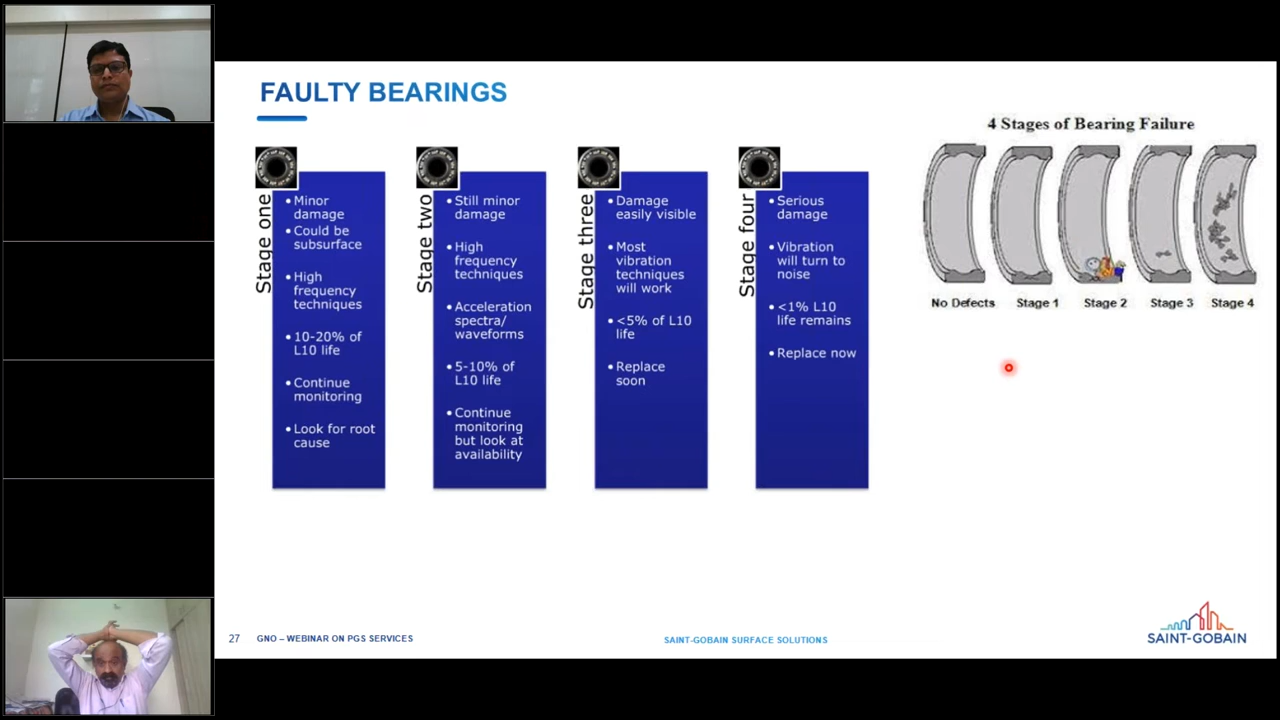 FAULTY BEARINGS
Stage one
• Minor
damage
• Could be
subsurface
• High
frequency
techniques
• 10-20% of
L10 life
• Continue
monitoring
• Look for root
cause
Stage two
• Still minor
damage
• High
frequency
techniques
• Acceleration
spectra/
waveforms
• 5-10% of
L10 life
• Continue
monitoring
but look at
availability
Stage three
• Damage
easily visible
• Most
vibration
techniques
will work
• <5% of L10
life
• Replace
soon
Stage four
• Serious
damage
• Vibration
will turn to
noise
• <1% L10
life remains
• Replace now
4 Stages of Bearing Failure
No Defects Stage 1 Stage 2 Stage 3 Stage 4
27 GNO – WEBINAR ON PGS SERVICES
SAINT-GOBAIN SURFACE SOLUTIONS
SAINT-GOBAIN